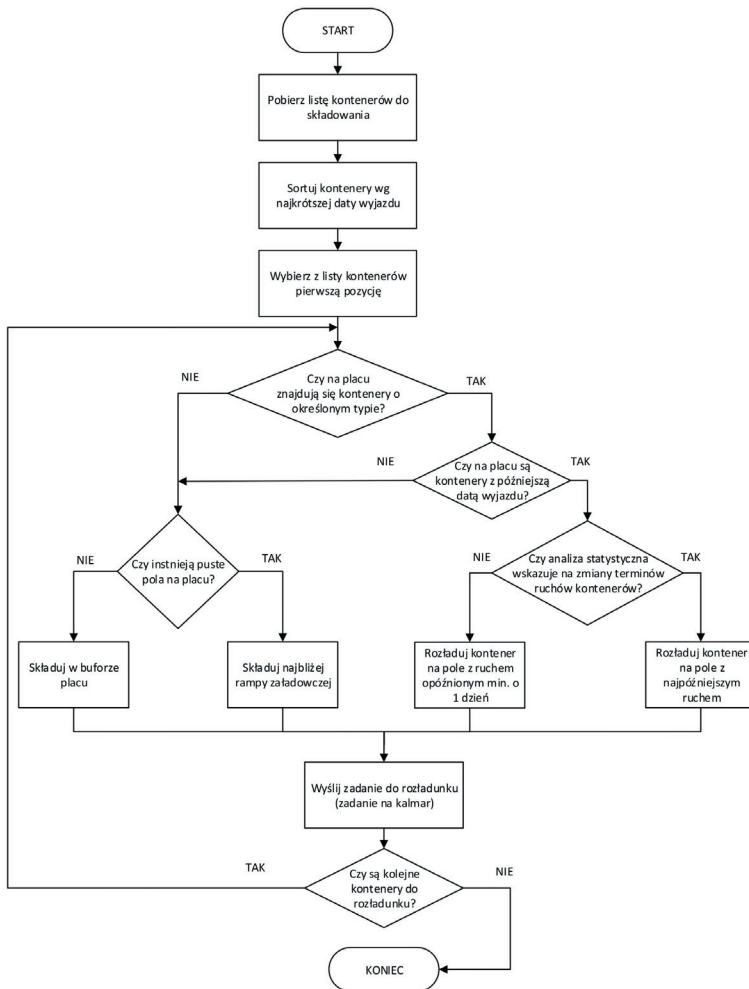 START
Pobierz listę kontenerów do
składowania
Sortuj kontenery wg
najkrótszej daty wyjazdu
Wybierz z listy kontenerów
pierwszą pozycję
NIE
Czy na placu
znajdują się kontenery o
określonym typie?
TAK
NIE
Czy na placu są
kontenery z późniejszą
datą wyjazdu?
TAK
NIE
Czy instnieją puste
pola na placu?
TAK
NIE
Czy analiza statystyczna
wskazuje na zmiany terminów
ruchów kontenerów?
TAK
Składuj w buforze
placu
Składuj najbliżej
rampy załadowczej
Rozładuj kontener
na pole z ruchem
opóźnionym min. o
1 dzień
Rozładuj kontener
na pole z
najpóźniejszym
ruchem
Wyślij zadanie do rozładunku
(zadanie na kalmar)
TAK
Czy są kolejne
kontenery do
rozładunku?
NIE
KONIEC